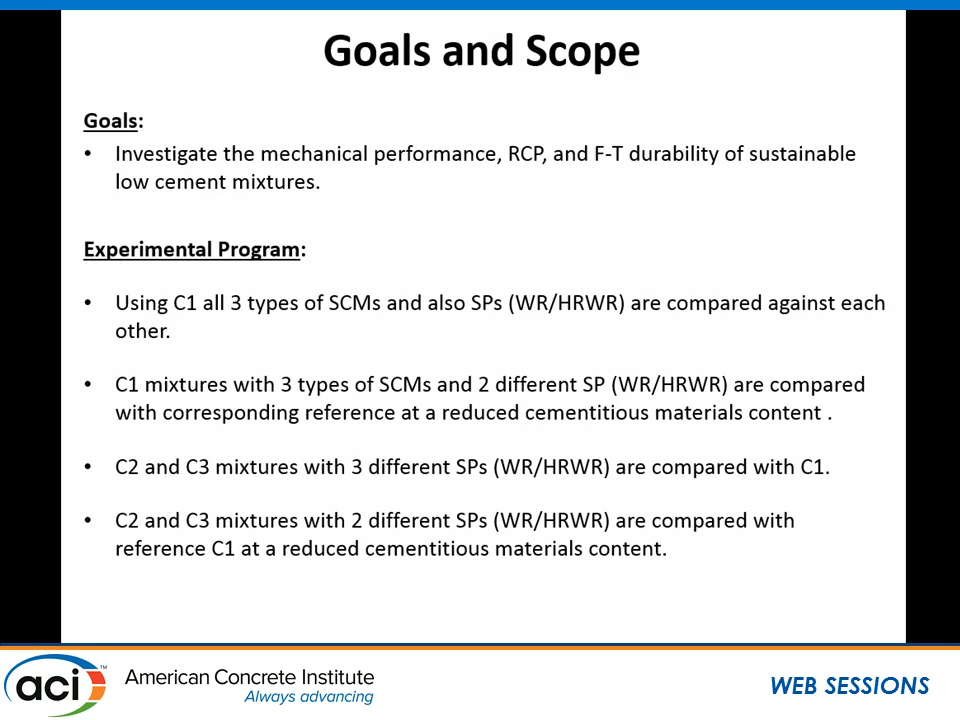 Goals and Scope
Goals:
• Investigate the mechanical performance, RCP, and F-T durability of sustainable
low cement mixtures.
Experimental Program:
• Using C1 all 3 types of SCMs and also SPs (WR/HRWR) are compared against each
other.
• C1 mixtures with 3 types of SCMs and 2 different SP (WR/HRWR) are compared
with corresponding reference at a reduced cementitious materials content .
• C2 and C3 mixtures with 3 different SPs (WR/HRWR) are compared with C1.
• C2 and C3 mixtures with 2 different SPs (WR/HRWR) are compared with
reference C1 at a reduced cementitious materials content.
aci™
American Concrete Institute
Always advancing
WEB SESSIONS